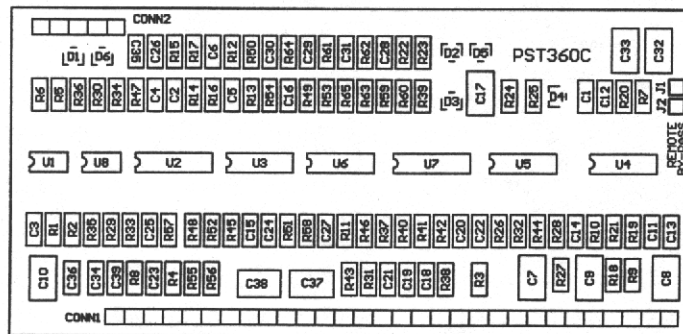 CONN2
D1 D6 C36 C26 R15 R17 C6 R12 R50 C30 R64 C29 R61 C31 R62 C28 R22 R23 D2 D5 PST360C C33 C32
R6 R5 R36 R30 R34 R47 C4 C2 R14 R16 C5 R13 R54 C16 R49 R53 R65 R63 R59 R60 R39 D3 C17 R24 R25 D4 C1 C12 R20 R7 J2 J1
REMOTE
BY-PASS
U1 U8 U2 U3 U6 U7 U5 U4
C3 R1 R2 R35 R29 R33 C25 R57 R48 R52 R45 C15 C24 R51 R58 C27 R11 R46 R37 R40 R41 R42 C20 C22 R26 R32 R44 R28 C14 R10 R21 R19 C11 C13
C10 C36 C34 C39 R8 C23 R4 R55 R56 C38 C37 R43 R31 C21 C19 C18 R38 R3 C7 R27 C9 R18 R9 C8
CONN1